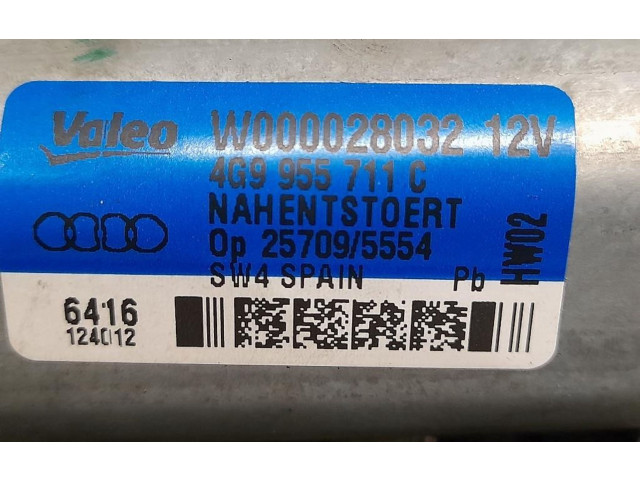 Valeo W000028032 12V
4G9 955 711 C
NAHENTSTOERT
Op 25709/5554
SW4 SPAIN Pb
HW02
6416
124012